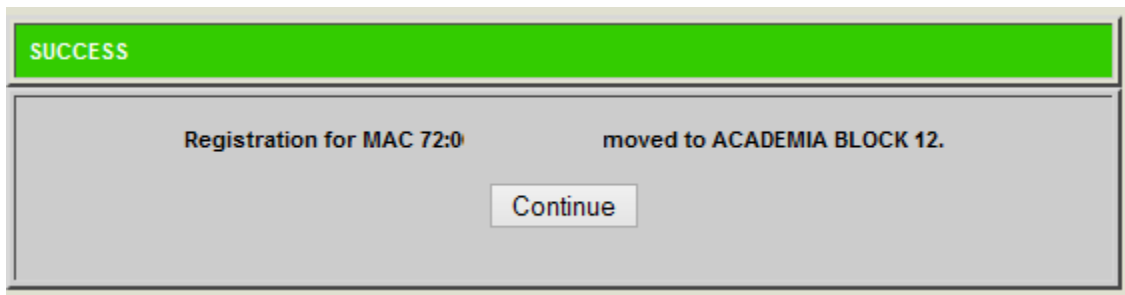 SUCCESS
Registration for MAC 72:0 moved to ACADEMIA BLOCK 12.
Continue